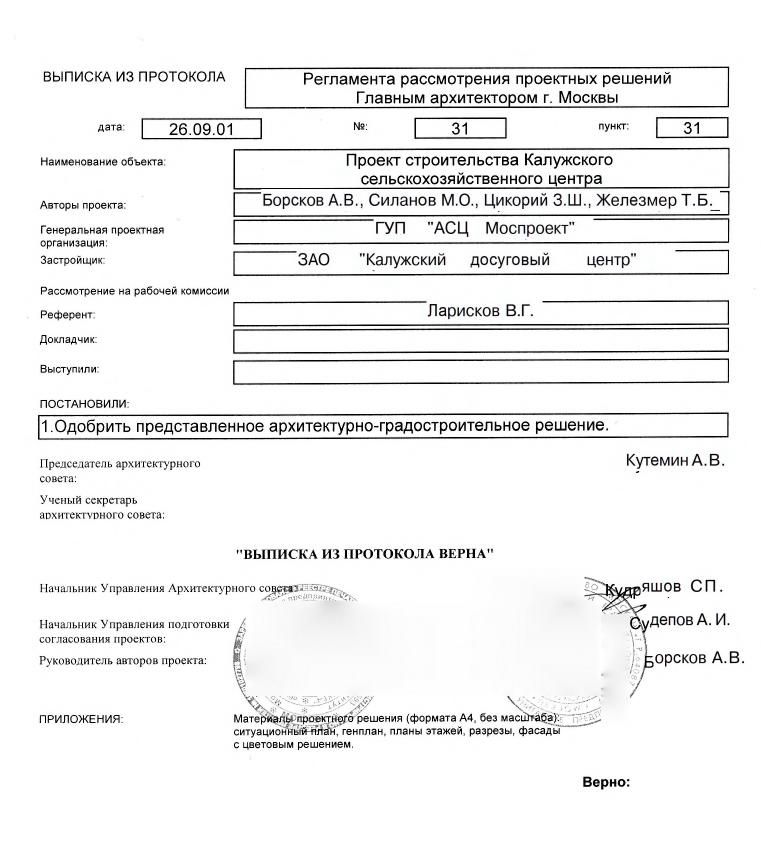 ВЫПИСКА ИЗ ПРОТОКОЛА
Регламента рассмотрения проектных решений
Главным архитектором г. Москвы
дата: 26.09.01 №: 31 пункт: 31
Наименование объекта: Проект строительства Калужского
сельскохозяйственного центра
Авторы проекта: Борсков А.В., Силанов М.О., Цикорий З.Ш., Железмер Т.Б.
Генеральная проектная
организация: ГУП "АСЦ Моспроект"
Застройщик: ЗАО "Калужский досуговый центр"
Рассмотрение на рабочей комиссии
Референт: Ларисков В.Г.
Докладчик:
Выступили:
ПОСТАНОВИЛИ:
1.Одобрить представленное архитектурно-градостроительное решение.
Председатель архитектурного
совета: Кутемин А.В.
Ученый секретарь
архитектурного совета:
"ВЫПИСКА ИЗ ПРОТОКОЛА ВЕРНА"
Начальник Управления Архитектурного совета: Кудряшов СП.
Начальник Управления подготовки
согласования проектов: Судепов А. И.
Руководитель авторов проекта: Борсков А.В.
ПРИЛОЖЕНИЯ: Материалы проектного решения (формата А4, без масштаба):
ситуационный план, генплан, планы этажей, разрезы, фасады
с цветовым решением.
Верно: